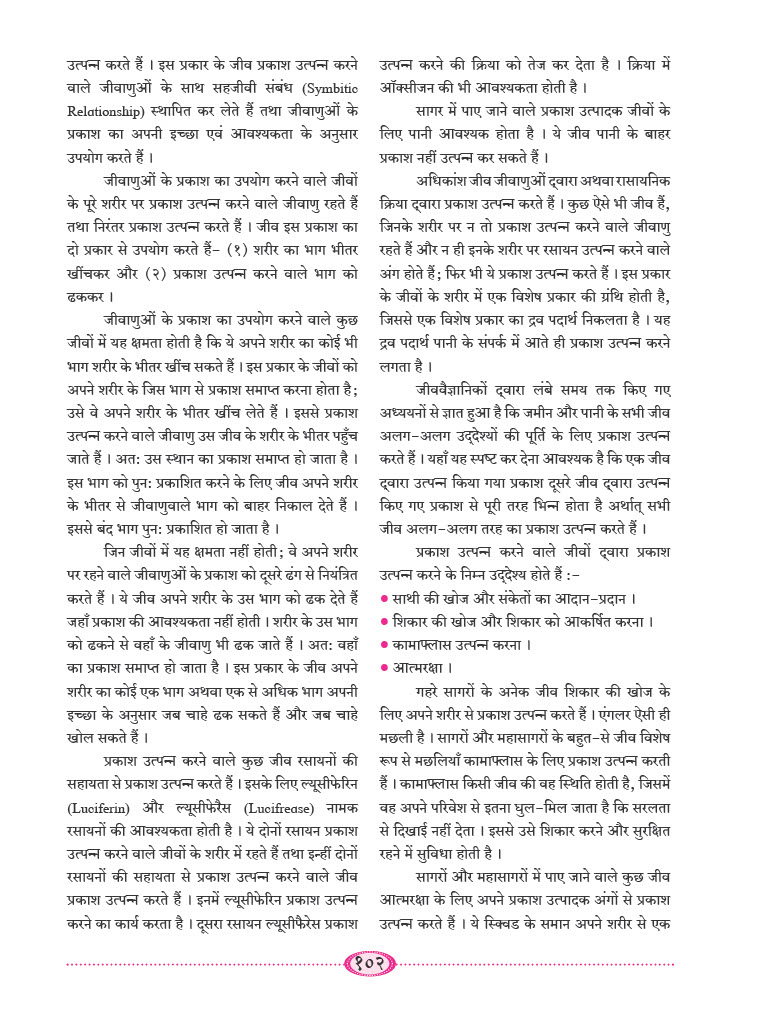 उत्पन्न करते हैं । इस प्रकार के जीव प्रकाश उत्पन्न करने
वाले जीवाणुओं के साथ सहजीवी संबंध (Symbitic
Relationship) स्थापित कर लेते हैं तथा जीवाणुओं के
प्रकाश का अपनी इच्छा एवं आवश्यकता के अनुसार
उपयोग करते हैं ।
जीवाणुओं के प्रकाश का उपयोग करने वाले जीवों
के पूरे शरीर पर प्रकाश उत्पन्न करने वाले जीवाणु रहते हैं
तथा निरंतर प्रकाश उत्पन्न करते हैं । जीव इस प्रकाश का
दो प्रकार से उपयोग करते हैं- (१) शरीर का भाग भीतर
खींचकर और (२) प्रकाश उत्पन्न करने वाले भाग को
ढककर ।
जीवाणुओं के प्रकाश का उपयोग करने वाले कुछ
जीवों में यह क्षमता होती है कि ये अपने शरीर का कोई भी
भाग शरीर के भीतर खींच सकते हैं । इस प्रकार के जीवों को
अपने शरीर के जिस भाग से प्रकाश समाप्त करना होता है;
उसे वे अपने शरीर के भीतर खींच लेते हैं । इससे प्रकाश
उत्पन्न करने वाले जीवाणु उस जीव के शरीर के भीतर पहुँच
जाते हैं । अत: उस स्थान का प्रकाश समाप्त हो जाता है ।
इस भाग को पुन: प्रकाशित करने के लिए जीव अपने शरीर
के भीतर से जीवाणुवाले भाग को बाहर निकाल देते हैं ।
इससे बंद भाग पुन: प्रकाशित हो जाता है ।
जिन जीवों में यह क्षमता नहीं होती; वे अपने शरीर
पर रहने वाले जीवाणुओं के प्रकाश को दूसरे ढंग से नियंत्रित
करते हैं । ये जीव अपने शरीर के उस भाग को ढक देते हैं
जहाँ प्रकाश की आवश्यकता नहीं होती । शरीर के उस भाग
को ढकने से वहाँ के जीवाणु भी ढक जाते हैं । अत: वहाँ
का प्रकाश समाप्त हो जाता है । इस प्रकार के जीव अपने
शरीर का कोई एक भाग अथवा एक से अधिक भाग अपनी
इच्छा के अनुसार जब चाहे ढक सकते हैं और जब चाहे
खोल सकते हैं ।
प्रकाश उत्पन्न करने वाले कुछ जीव रसायनों की
सहायता से प्रकाश उत्पन्न करते हैं । इसके लिए ल्यूसीफेरिन
(Luciferin) और ल्यूसीफेरैस (Lucifrease) नामक
रसायनों की आवश्यकता होती है । ये दोनों रसायन प्रकाश
उत्पन्न करने वाले जीवों के शरीर में रहते हैं तथा इन्हीं दोनों
रसायनों की सहायता से प्रकाश उत्पन्न करने वाले जीव
प्रकाश उत्पन्न करते हैं । इनमें ल्यूसीफेरिन प्रकाश उत्पन्न
करने का कार्य करता है । दूसरा रसायन ल्यूसीफैरेस प्रकाश
उत्पन्न करने की क्रिया को तेज कर देता है । क्रिया में
ऑक्सीजन की भी आवश्यकता होती है ।
सागर में पाए जाने वाले प्रकाश उत्पादक जीवों के
लिए पानी आवश्यक होता है । ये जीव पानी के बाहर
प्रकाश नहीं उत्पन्न कर सकते हैं ।
अधिकांश जीव जीवाणुओं द्वारा अथवा रासायनिक
क्रिया द्वारा प्रकाश उत्पन्न करते हैं । कुछ ऐसे भी जीव हैं,
जिनके शरीर पर न तो प्रकाश उत्पन्न करने वाले जीवाणु
रहते हैं और न ही इनके शरीर पर रसायन उत्पन्न करने वाले
अंग होते हैं; फिर भी ये प्रकाश उत्पन्न करते हैं । इस प्रकार
के जीवों के शरीर में एक विशेष प्रकार की ग्रंथि होती है,
जिससे एक विशेष प्रकार का द्रव पदार्थ निकलता है । यह
द्रव पदार्थ पानी के संपर्क में आते ही प्रकाश उत्पन्न करने
लगता है ।
जीववैज्ञानिकों द्वारा लंबे समय तक किए गए
अध्ययनों से ज्ञात हुआ है कि जमीन और पानी के सभी जीव
अलग-अलग उद्देश्यों की पूर्ति के लिए प्रकाश उत्पन्न
करते हैं । यहाँ यह स्पष्ट कर देना आवश्यक है कि एक जीव
द्वारा उत्पन्न किया गया प्रकाश दूसरे जीव द्वारा उत्पन्न
किए गए प्रकाश से पूरी तरह भिन्न होता है अर्थात् सभी
जीव अलग-अलग तरह का प्रकाश उत्पन्न करते हैं ।
प्रकाश उत्पन्न करने वाले जीवों द्वारा प्रकाश
उत्पन्न करने के निम्न उद्देश्य होते हैं :-
● साथी की खोज और संकेतों का आदान-प्रदान ।
● शिकार की खोज और शिकार को आकर्षित करना ।
● कामाफ्लास उत्पन्न करना ।
● आत्मरक्षा ।
गहरे सागरों के अनेक जीव शिकार की खोज के
लिए अपने शरीर से प्रकाश उत्पन्न करते हैं । एंगलर ऐसी ही
मछली है । सागरों और महासागरों के बहुत-से जीव विशेष
रूप से मछलियाँ कामाफ्लास के लिए प्रकाश उत्पन्न करती
हैं । कामाफ्लास किसी जीव की वह स्थिति होती है, जिसमें
वह अपने परिवेश से इतना घुल-मिल जाता है कि सरलता
से दिखाई नहीं देता । इससे उसे शिकार करने और सुरक्षित
रहने में सुविधा होती है ।
सागरों और महासागरों में पाए जाने वाले कुछ जीव
आत्मरक्षा के लिए अपने प्रकाश उत्पादक अंगों से प्रकाश
उत्पन्न करते हैं । ये स्क्विड के समान अपने शरीर से एक
१०२